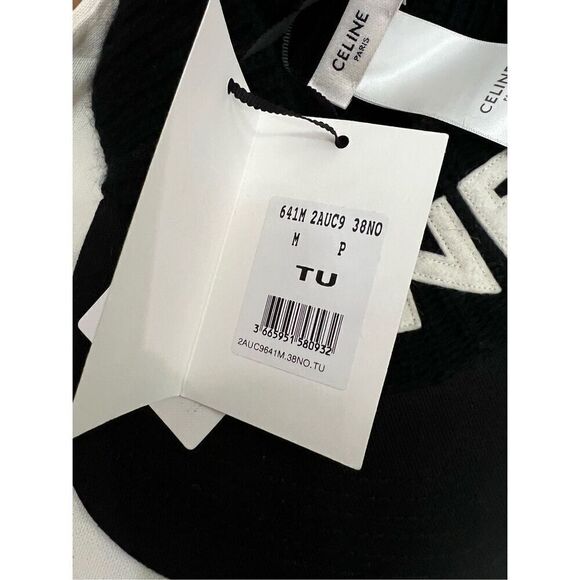 CELINE
PARIS
CELINE
641M 2AUC9 38NO
M P
TU
3 665951 580932
2AUC9641M.38NO.TU